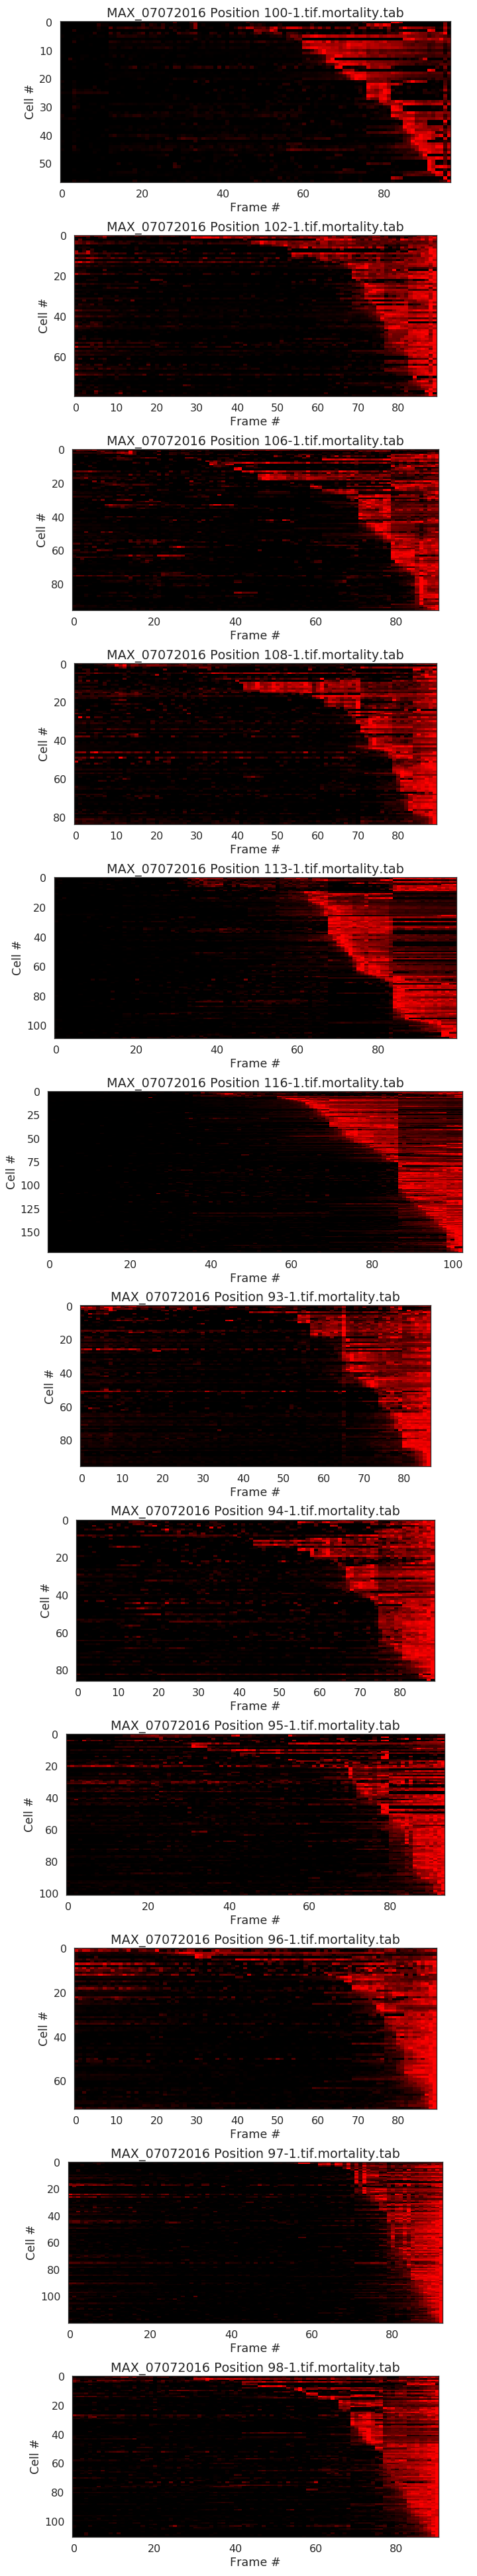 MAX_07072016 Position 100-1.tif.mortality.tab
0
10
20
30
40
50
Cell #
0 20 40 60 80
Frame #
MAX_07072016 Position 102-1.tif.mortality.tab
0
20
40
60
Cell #
0 10 20 30 40 50 60 70 80
Frame #
MAX_07072016 Position 106-1.tif.mortality.tab
0
20
40
60
80
Cell #
0 20 40 60 80
Frame #
MAX_07072016 Position 108-1.tif.mortality.tab
0
20
40
60
80
Cell #
0 10 20 30 40 50 60 70 80
Frame #
MAX_07072016 Position 113-1.tif.mortality.tab
0
20
40
60
80
100
Cell #
0 20 40 60 80
Frame #
MAX_07072016 Position 116-1.tif.mortality.tab
0
25
50
75
100
125
150
Cell #
0 20 40 60 80 100
Frame #
MAX_07072016 Position 93-1.tif.mortality.tab
0
20
40
60
80
Cell #
0 10 20 30 40 50 60 70 80
Frame #
MAX_07072016 Position 94-1.tif.mortality.tab
0
20
40
60
80
Cell #
0 10 20 30 40 50 60 70 80
Frame #
MAX_07072016 Position 95-1.tif.mortality.tab
0
20
40
60
80
100
Cell #
0 20 40 60 80
Frame #
MAX_07072016 Position 96-1.tif.mortality.tab
0
20
40
60
Cell #
0 10 20 30 40 50 60 70 80
Frame #
MAX_07072016 Position 97-1.tif.mortality.tab
0
20
40
60
80
100
Cell #
0 20 40 60 80
Frame #
MAX_07072016 Position 98-1.tif.mortality.tab
0
20
40
60
80
100
Cell #
0 20 40 60 80
Frame #